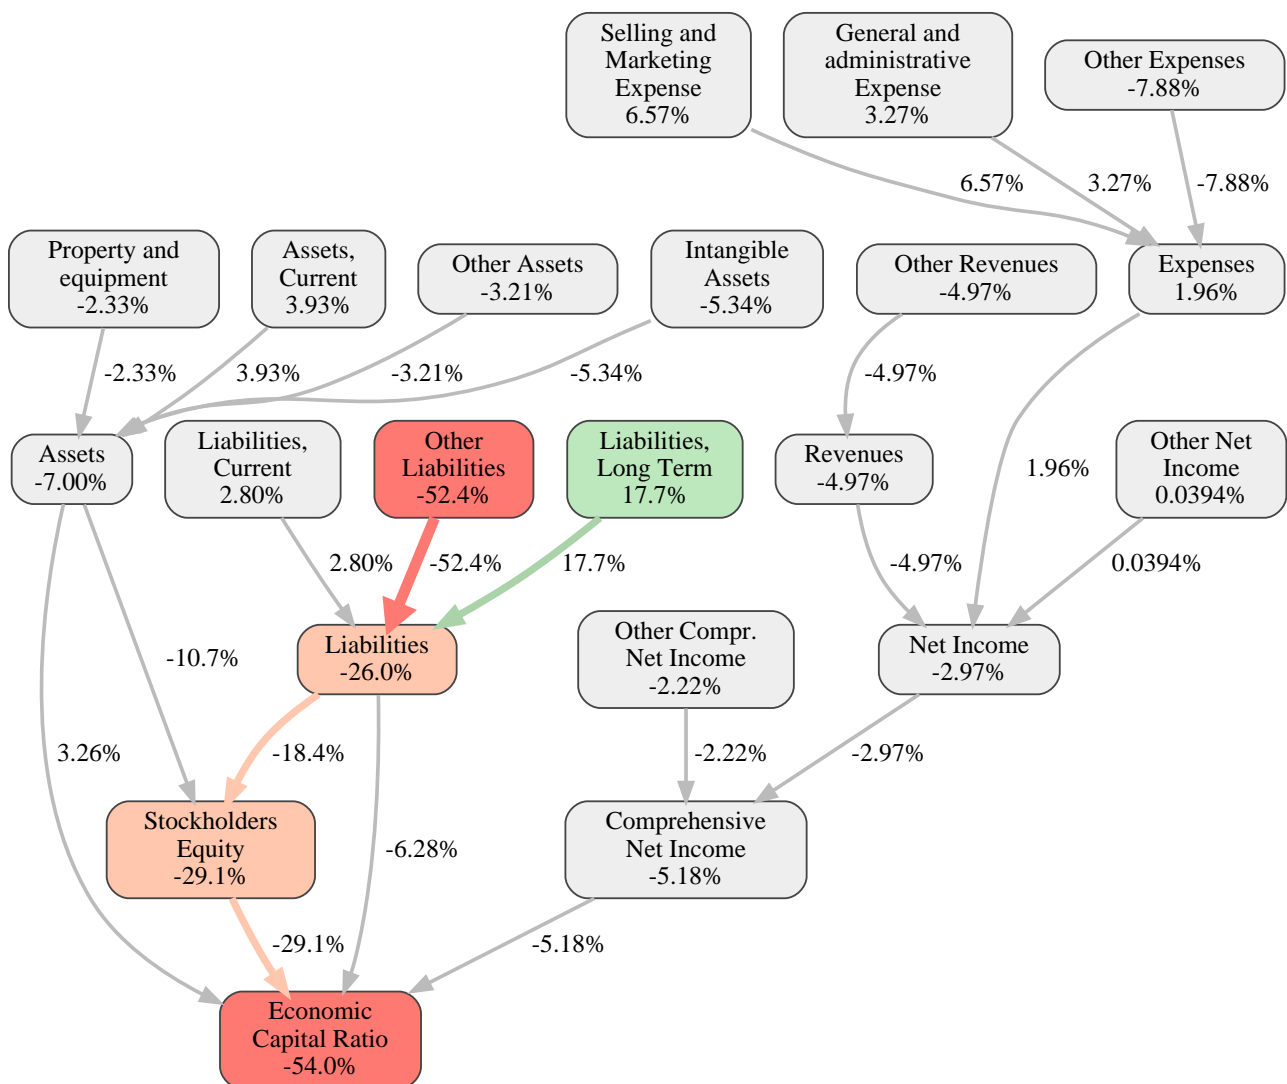 Selling and
Marketing
Expense
6.57%
General and
administrative
Expense
3.27%
Other Expenses
-7.88%
6.57%
3.27%
-7.88%
Property and
equipment
-2.33%
Assets,
Current
3.93%
Other Assets
-3.21%
Intangible
Assets
-5.34%
Other Revenues
-4.97%
Expenses
1.96%
-2.33%
3.93%
-3.21%
-5.34%
-4.97%
Assets
-7.00%
Liabilities,
Current
2.80%
Other
Liabilities
-52.4%
Liabilities,
Long Term
17.7%
Revenues
-4.97%
1.96%
Other Net
Income
0.0394%
2.80%
-52.4%
17.7%
-4.97%
0.0394%
-10.7%
Liabilities
-26.0%
Other Compr.
Net Income
-2.22%
Net Income
-2.97%
3.26%
-18.4%
-2.22%
-2.97%
Stockholders
Equity
-29.1%
-6.28%
Comprehensive
Net Income
-5.18%
-29.1%
-5.18%
Economic
Capital Ratio
-54.0%